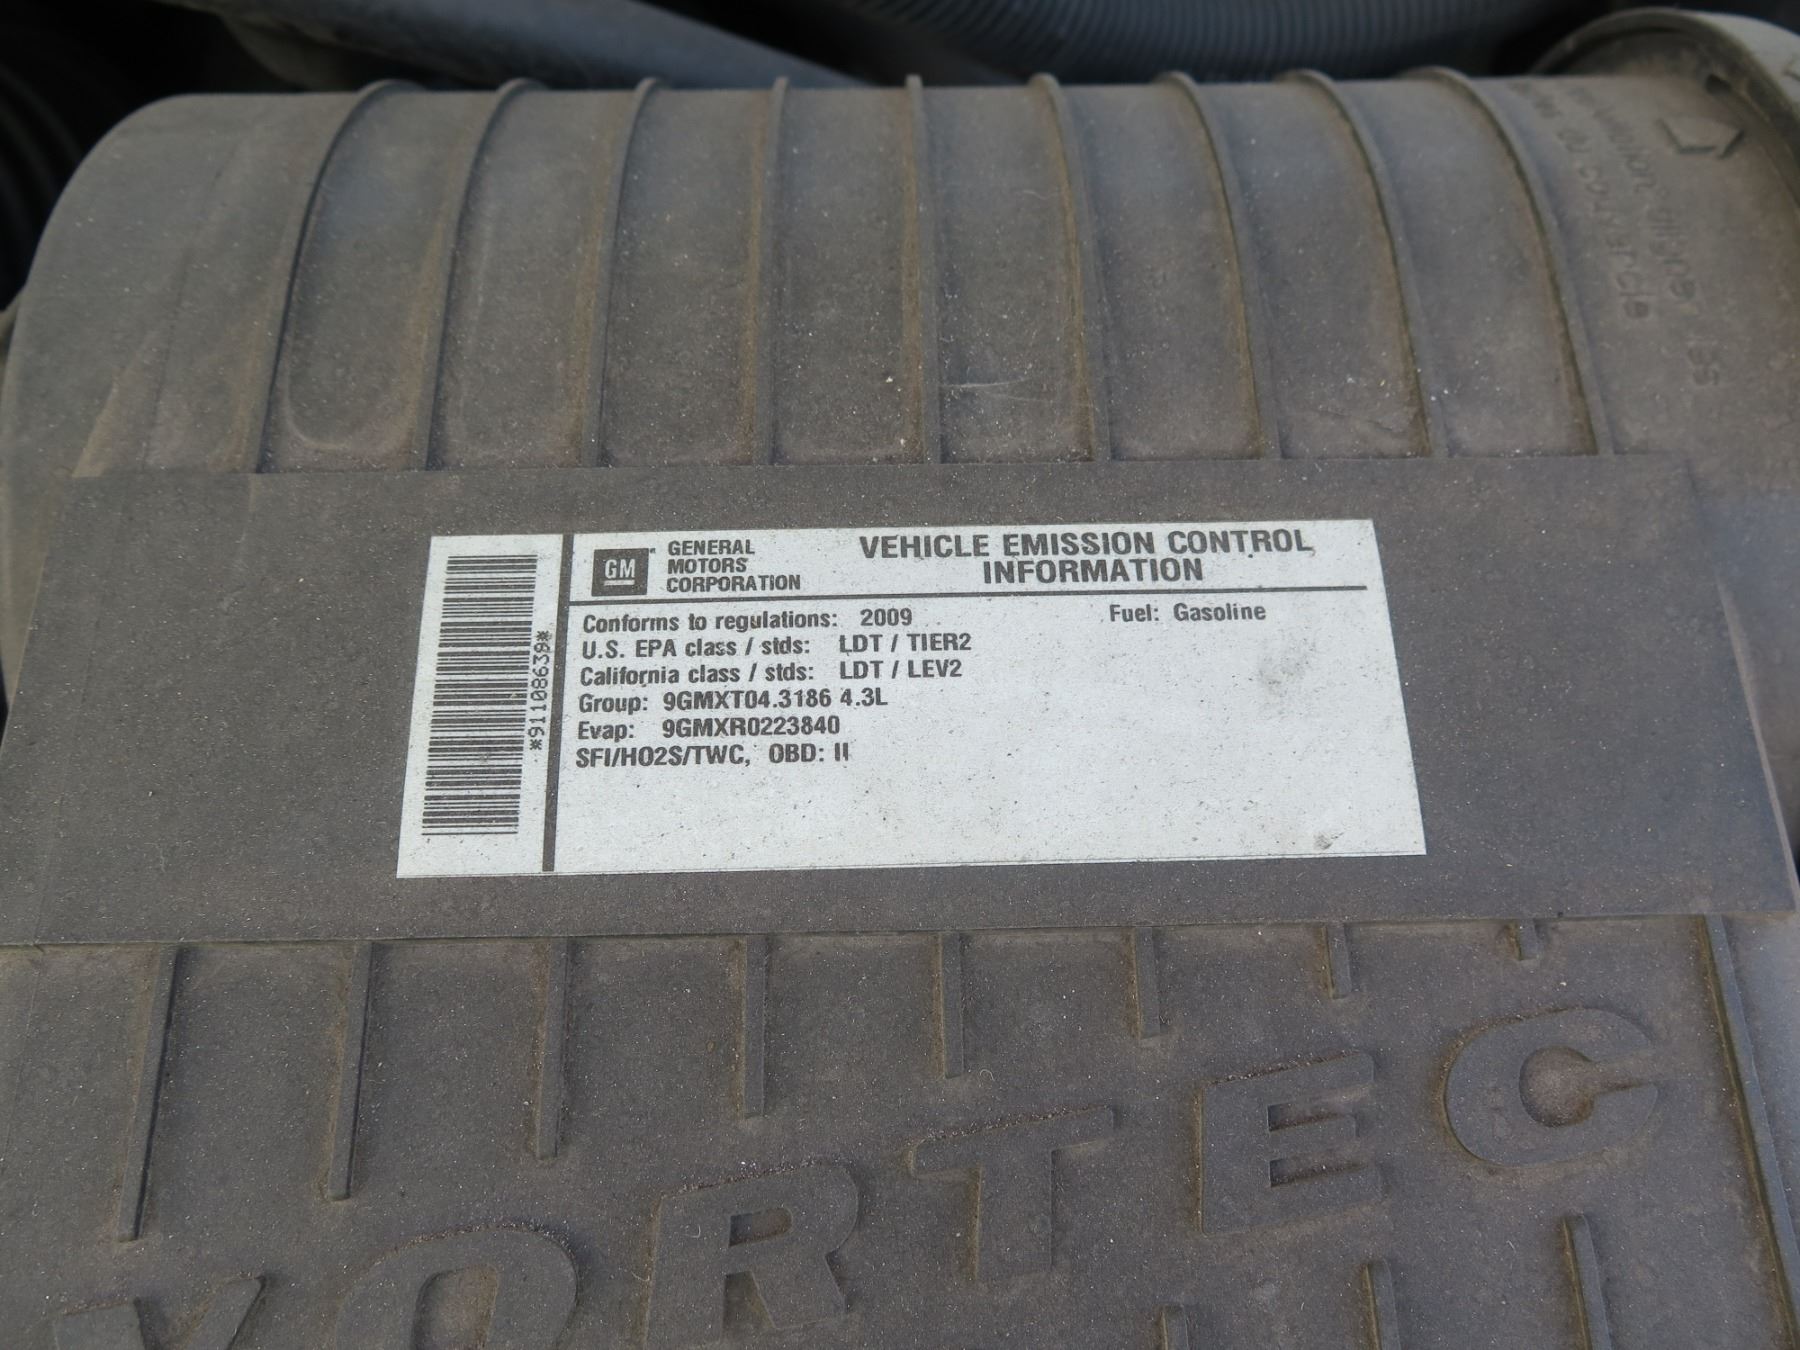 GM
GENERAL
MOTORS
CORPORATION
VEHICLE EMISSION CONTROL
INFORMATION
Conforms to regulations: 2009
Fuel: Gasoline
U.S. EPA class / stds: LDT / TIER2
California class / stds: LDT / LEV2
Group: 9GMXT04.3186 4.3L
Evap: 9GMXR0223840
SFI/HO2S/TWC, OBD: II
*91108639*
VORTEC